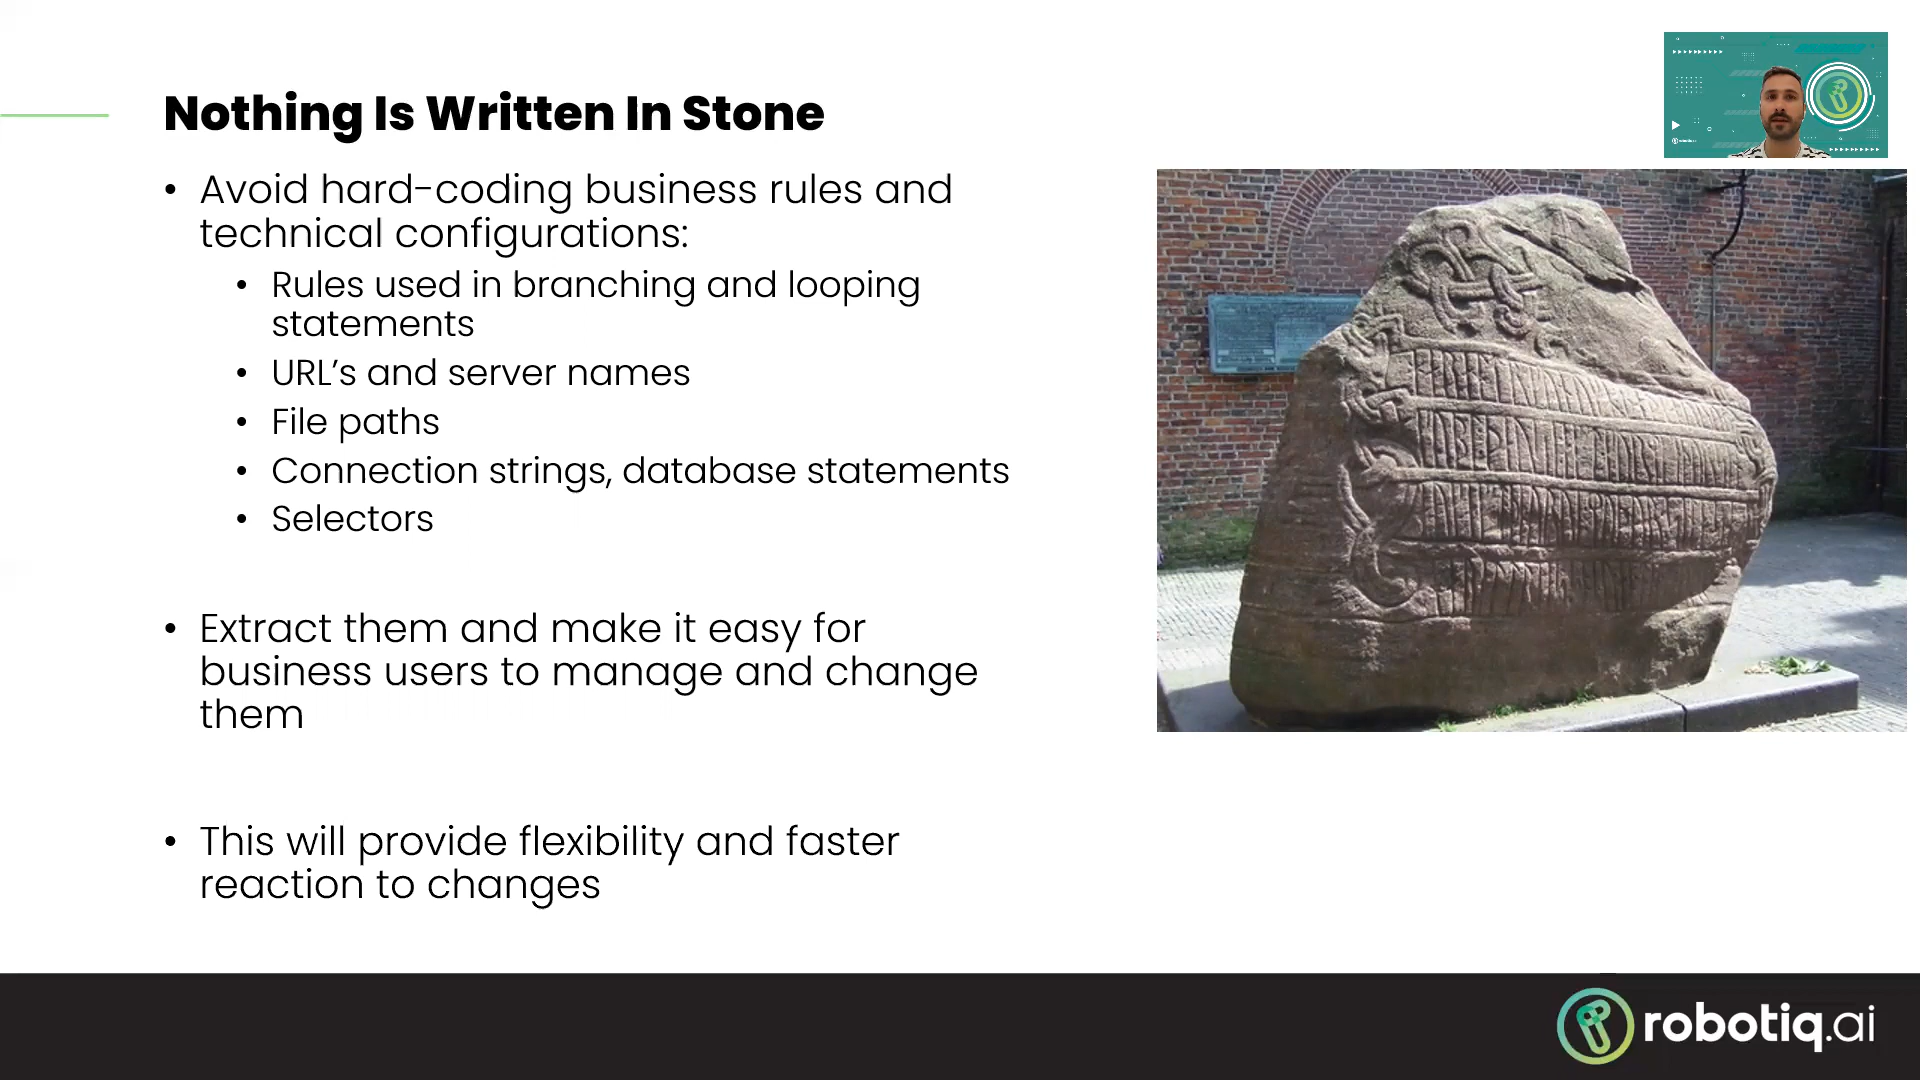 Nothing Is Written In Stone
• Avoid hard-coding business rules and
technical configurations:
• Rules used in branching and looping
statements
• URL’s and server names
• File paths
• Connection strings, database statements
• Selectors
• Extract them and make it easy for
business users to manage and change
them
• This will provide flexibility and faster
reaction to changes
robotiq.ai